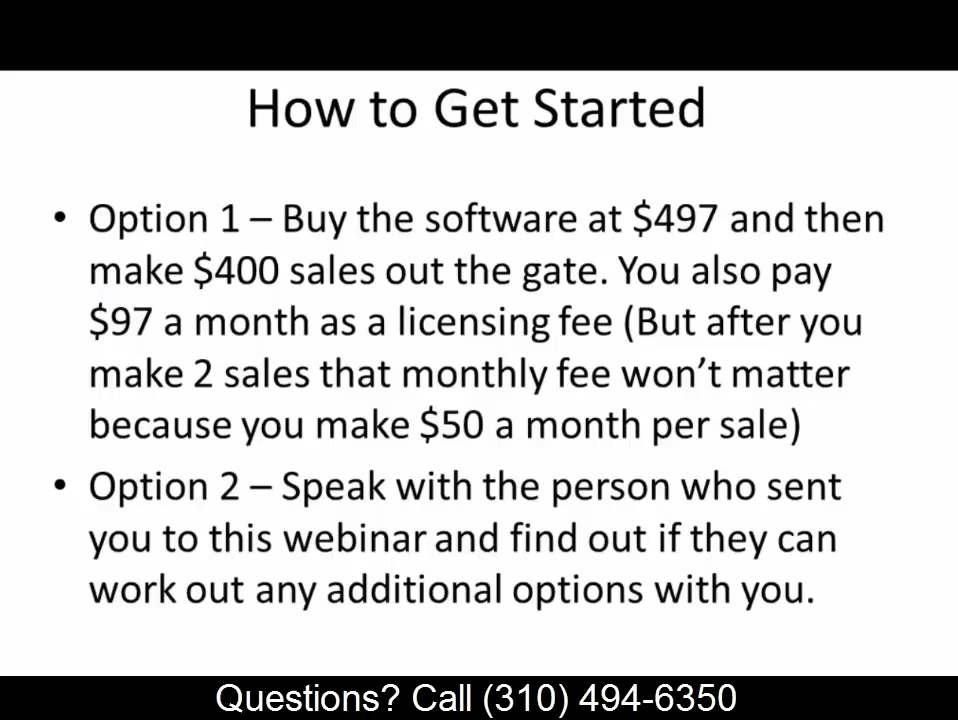 How to Get Started
• Option 1 – Buy the software at $497 and then
make $400 sales out the gate. You also pay
$97 a month as a licensing fee (But after you
make 2 sales that monthly fee won’t matter
because you make $50 a month per sale)
• Option 2 – Speak with the person who sent
you to this webinar and find out if they can
work out any additional options with you.
Questions? Call (310) 494-6350